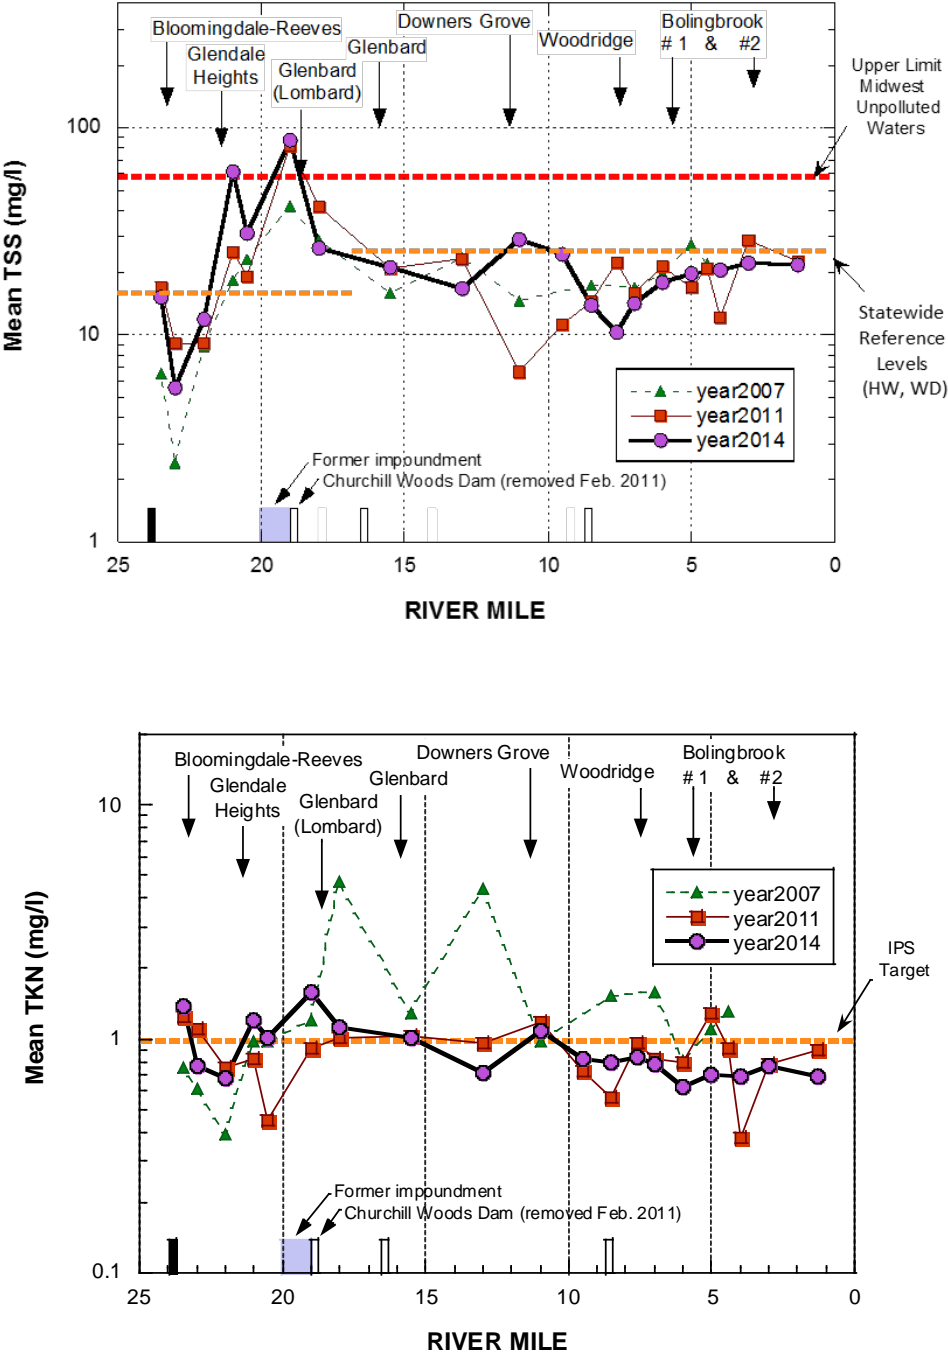 Bloomingdale-Reeves
Glendale
Heights
Glenbard
(Lombard)
Glenbard
Downers Grove
Woodridge
Bolingbrook
# 1 & #2
Upper Limit
Midwest
Unpolluted
Waters
Statewide
Reference
Levels
(HW, WD)
Mean TSS (mg/l)
100
10
1
year2007
year2011
year2014
Former impoundment
Churchill Woods Dam (removed Feb. 2011)
25 20 15 10 5 0
RIVER MILE
Bloomingdale-Reeves
Glendale
Heights
Glenbard
(Lombard)
Glenbard
Downers Grove
Woodridge
Bolingbrook
# 1 & #2
IPS
Target
Mean TKN (mg/l)
10
1
0.1
year2007
year2011
year2014
Former impoundment
Churchill Woods Dam (removed Feb. 2011)
25 20 15 10 5 0
RIVER MILE